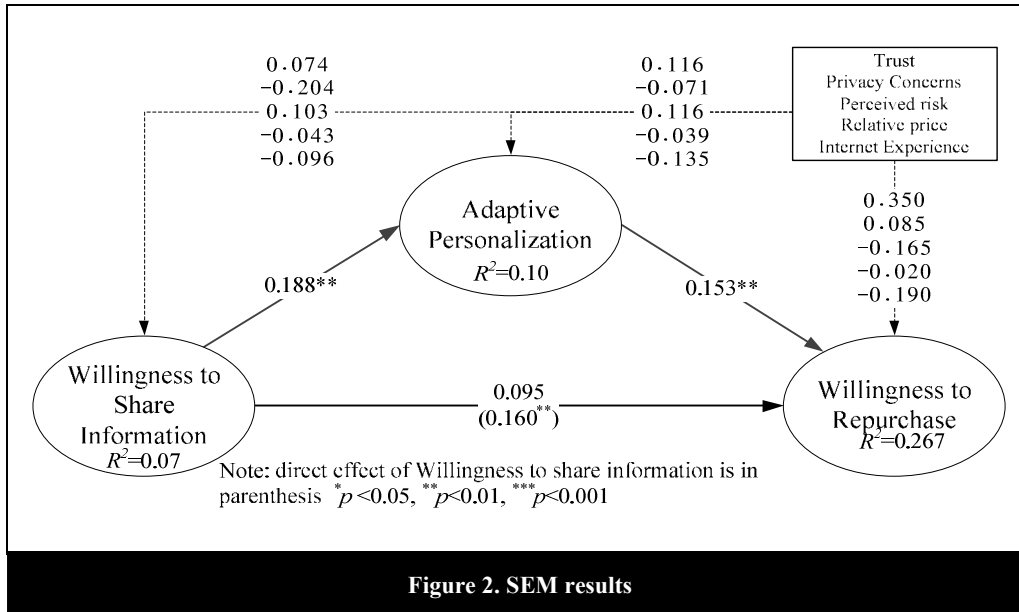 0.074
-0.204
0.103
-0.043
-0.096
0.116
-0.071
0.116
-0.039
-0.135
Trust
Privacy Concerns
Perceived risk
Relative price
Internet Experience
0.350
0.085
-0.165
-0.020
-0.190
Adaptive
Personalization
R²=0.10
0.188**
0.153**
Willingness to
Share
Information
R²=0.07
0.095
(0.160**)
Willingness to
Repurchase
R²=0.267
Note: direct effect of Willingness to share information is in
parenthesis *p <0.05, **p<0.01, ***p<0.001
Figure 2. SEM results